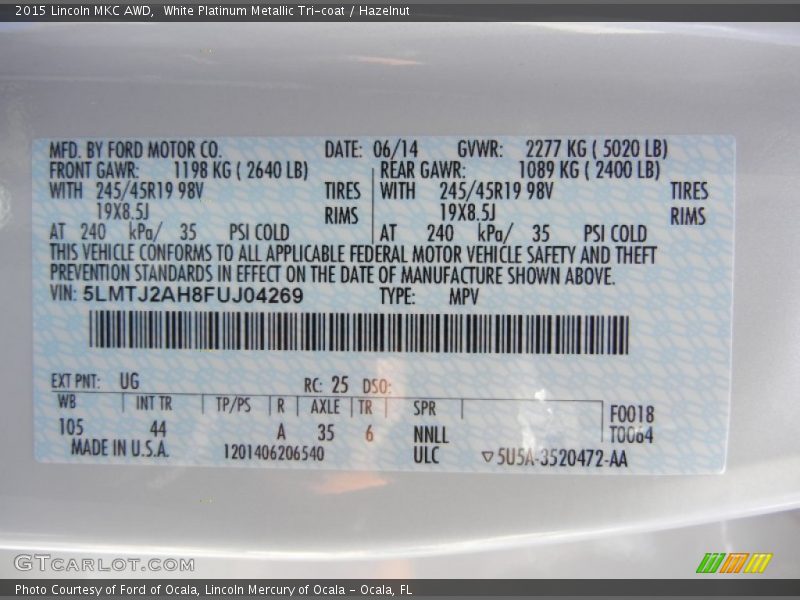 2015 Lincoln MKC AWD,  White Platinum Metallic Tri-coat / Hazelnut
MFD. BY FORD MOTOR CO. DATE: 06/14 GVWR: 2277 KG ( 5020 LB)
FRONT GAWR: 1198 KG ( 2640 LB) REAR GAWR: 1089 KG ( 2400 LB)
WITH 245/45R19 98V TIRES WITH 245/45R19 98V TIRES
19X8.5J RIMS 19X8.5J RIMS
AT 240 kPa/ 35 PSI COLD AT 240 kPa/ 35 PSI COLD
THIS VEHICLE CONFORMS TO ALL APPLICABLE FEDERAL MOTOR VEHICLE SAFETY AND THEFT
PREVENTION STANDARDS IN EFFECT ON THE DATE OF MANUFACTURE SHOWN ABOVE.
VIN: 5LMTJ2AH8FUJ04269 TYPE: MPV
EXT PNT: UG RC: 25 DSO:
WB INT TR TP/PS R AXLE TR SPR F0018
105 44 A 35 6 NNLL T0064
MADE IN U.S.A. 1201406206540 ULC ▽5U5A-3520472-AA
GTCARLOT.COM
Photo Courtesy of Ford of Ocala, Lincoln Mercury of Ocala - Ocala, FL